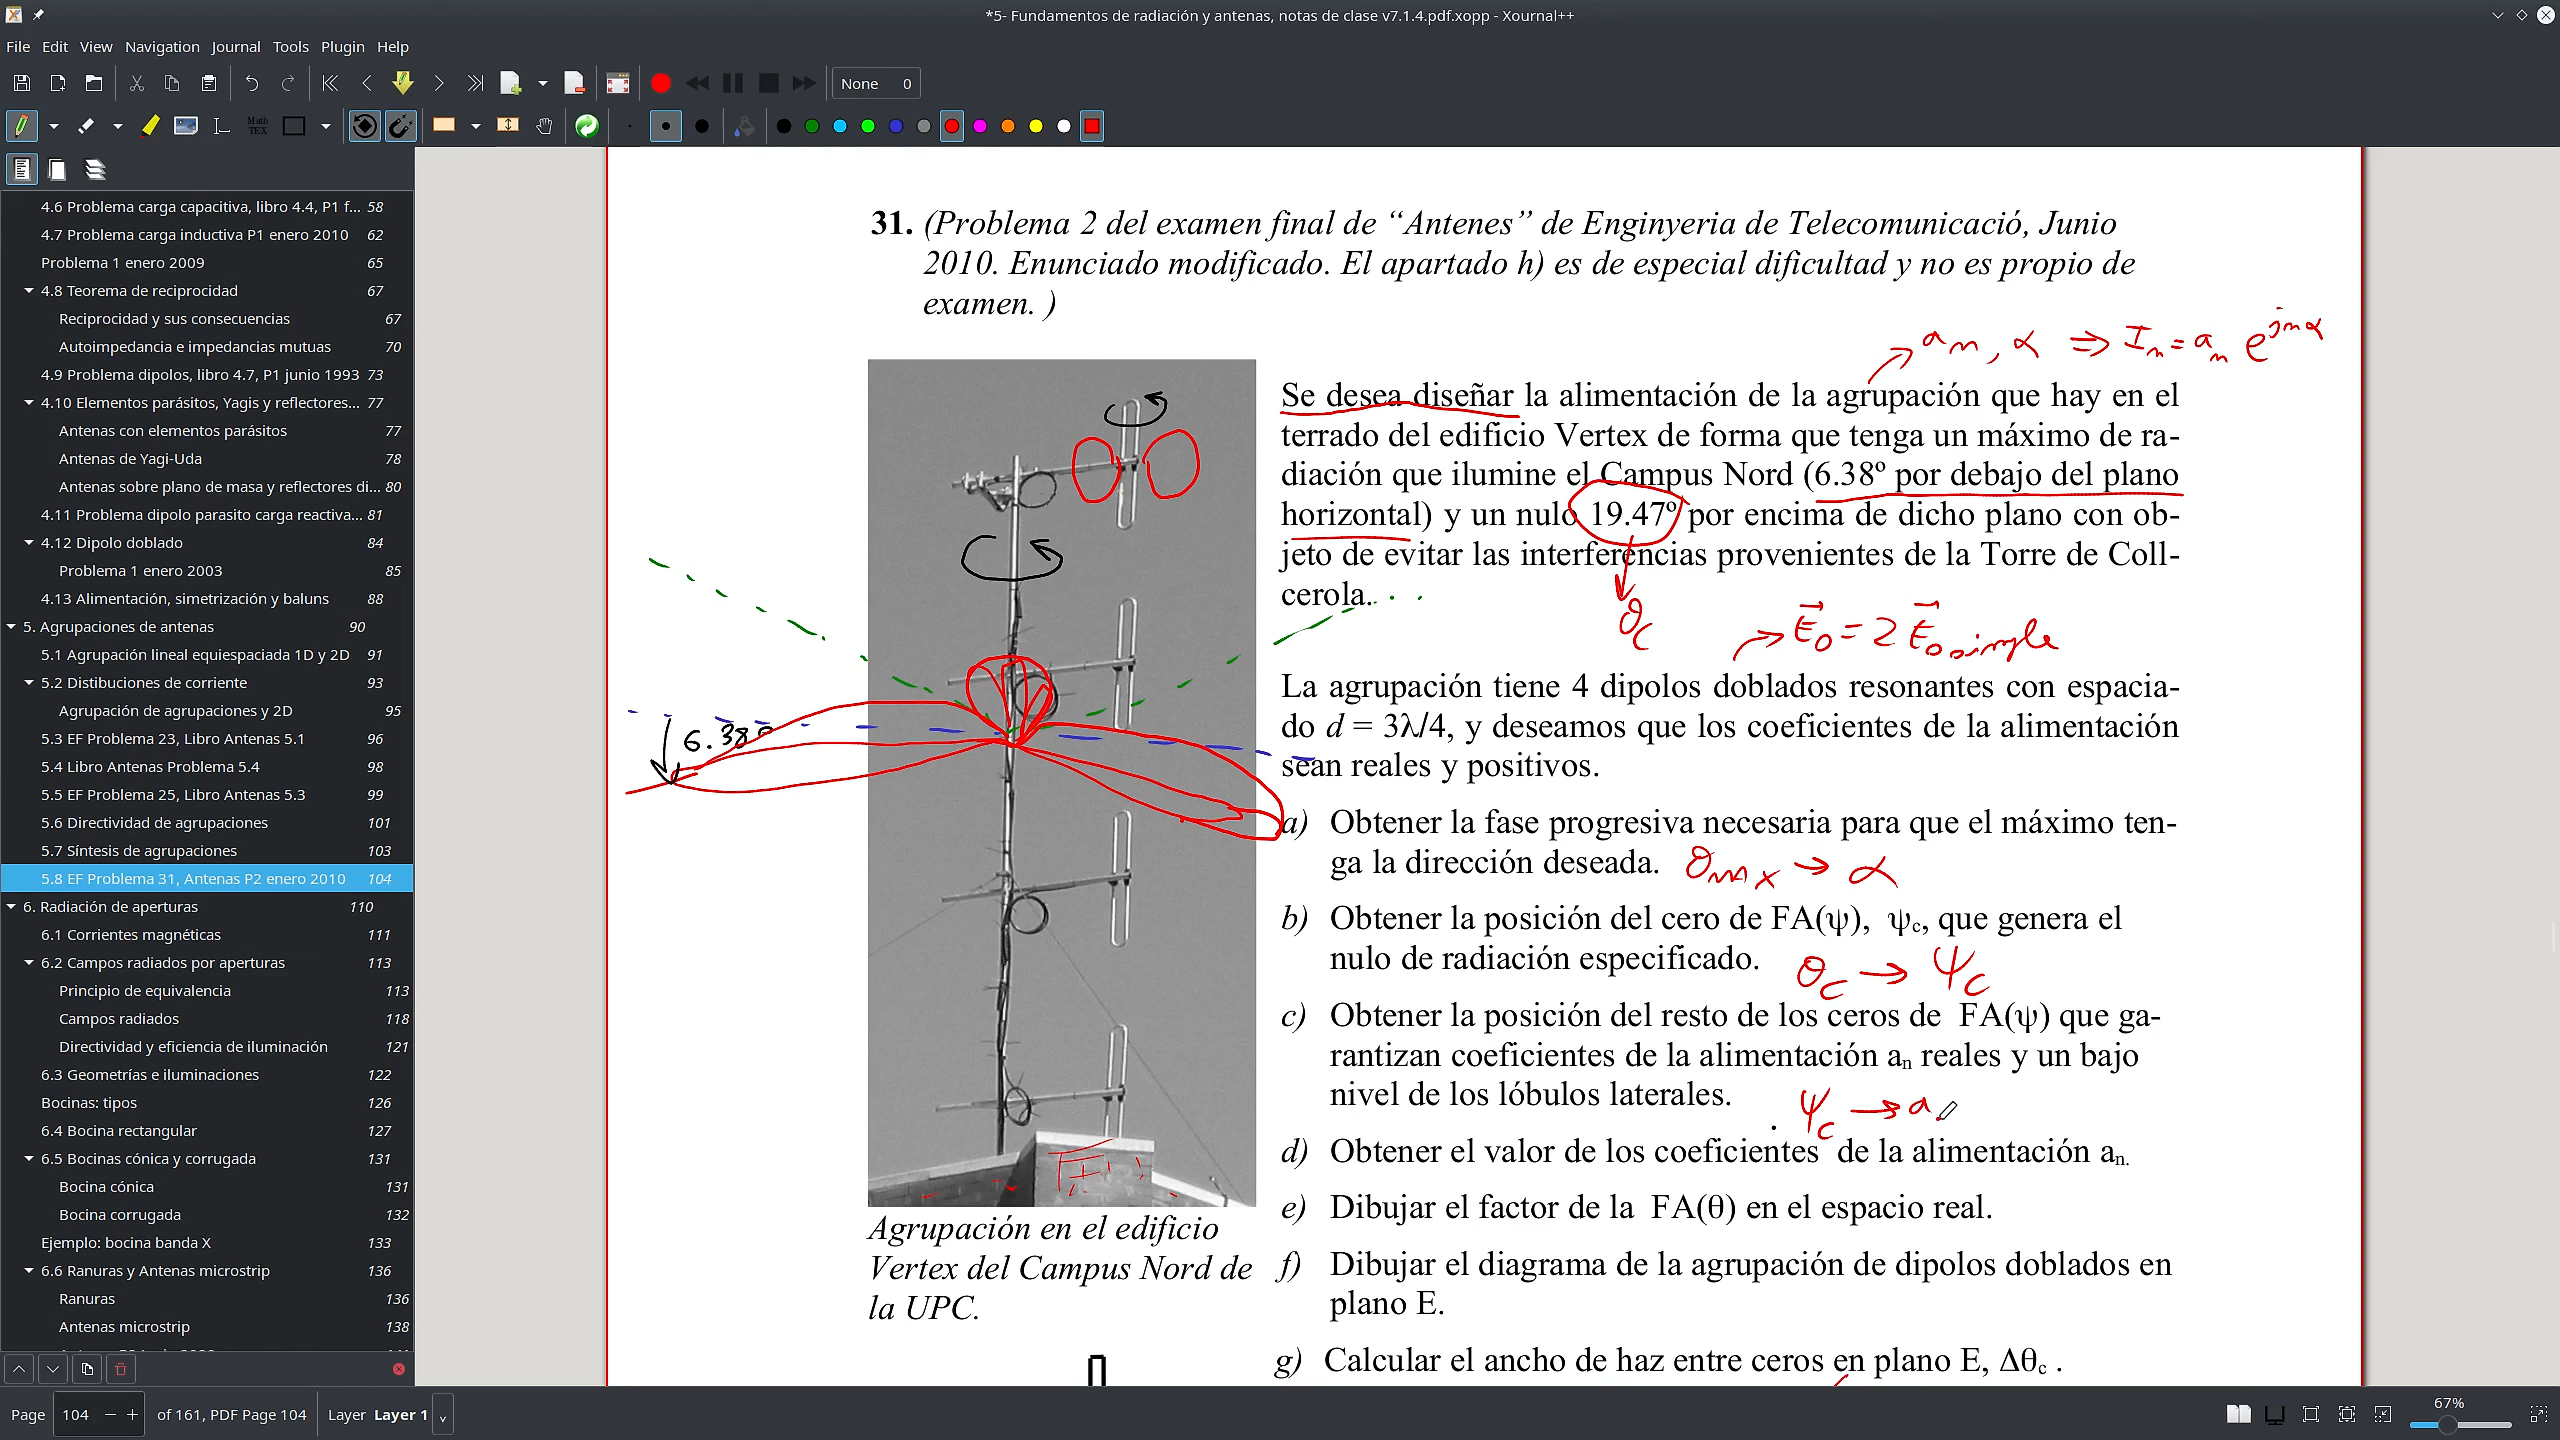 *5- Fundamentos de radiación y antenas, notas de clase v7.1.4.pdf.xopp - Xournal++
File Edit View Navigation Journal Tools Plugin Help
None 0
Math
TEX
4.6 Problema carga capacitiva, libro 4.4, P1 f... 58
4.7 Problema carga inductiva P1 enero 2010 62
Problema 1 enero 2009 65
4.8 Teorema de reciprocidad 67
Reciprocidad y sus consecuencias 67
Autoimpedancia e impedancias mutuas 70
4.9 Problema dipolos, libro 4.7, P1 junio 1993 73
4.10 Elementos parásitos, Yagis y reflectores... 77
Antenas con elementos parásitos 77
Antenas de Yagi-Uda 78
Antenas sobre plano de masa y reflectores di... 80
4.11 Problema dipolo parasito carga reactiva... 81
4.12 Dipolo doblado 84
Problema 1 enero 2003 85
4.13 Alimentación, simetrización y baluns 88
5. Agrupaciones de antenas 90
5.1 Agrupación lineal equiespaciada 1D y 2D 91
5.2 Distibuciones de corriente 93
Agrupación de agrupaciones y 2D 95
5.3 EF Problema 23, Libro Antenas 5.1 96
5.4 Libro Antenas Problema 5.4 98
5.5 EF Problema 25, Libro Antenas 5.3 99
5.6 Directividad de agrupaciones 101
5.7 Síntesis de agrupaciones 103
5.8 EF Problema 31, Antenas P2 enero 2010 104
6. Radiación de aperturas 110
6.1 Corrientes magnéticas 111
6.2 Campos radiados por aperturas 113
Principio de equivalencia 113
Campos radiados 118
Directividad y eficiencia de iluminación 121
6.3 Geometrías e iluminaciones 122
Bocinas: tipos 126
6.4 Bocina rectangular 127
6.5 Bocinas cónica y corrugada 131
Bocina cónica 131
Bocina corrugada 132
Ejemplo: bocina banda X 133
6.6 Ranuras y Antenas microstrip 136
Ranuras 136
Antenas microstrip 138
31. (Problema 2 del examen final de “Antenes” de Enginyeria de Telecomunicació, Junio
2010. Enunciado modificado. El apartado h) es de especial dificultad y no es propio de
examen. )
an, α ⇒ In = an e^jnα
Se desea diseñar la alimentación de la agrupación que hay en el
terrado del edificio Vertex de forma que tenga un máximo de ra-
diación que ilumine el Campus Nord (6.38º por debajo del plano
horizontal) y un nulo 19.47º por encima de dicho plano con ob-
jeto de evitar las interferencias provenientes de la Torre de Coll-
cerola.
θc
E0 = 2 E0 simple
La agrupación tiene 4 dipolos doblados resonantes con espacia-
do d = 3λ/4, y deseamos que los coeficientes de la alimentación
sean reales y positivos.
6.38º
a) Obtener la fase progresiva necesaria para que el máximo ten-
ga la dirección deseada. θmx → α
b) Obtener la posición del cero de FA(ψ), ψc, que genera el
nulo de radiación especificado. θc → ψc
c) Obtener la posición del resto de los ceros de FA(ψ) que ga-
rantizan coeficientes de la alimentación an reales y un bajo
nivel de los lóbulos laterales.
ψc → a
d) Obtener el valor de los coeficientes de la alimentación an.
e) Dibujar el factor de la FA(θ) en el espacio real.
f) Dibujar el diagrama de la agrupación de dipolos doblados en
plano E.
g) Calcular el ancho de haz entre ceros en plano E, Δθc .
Agrupación en el edificio
Vertex del Campus Nord de
la UPC.
Page 104 of 161, PDF Page 104 Layer Layer 1
67%